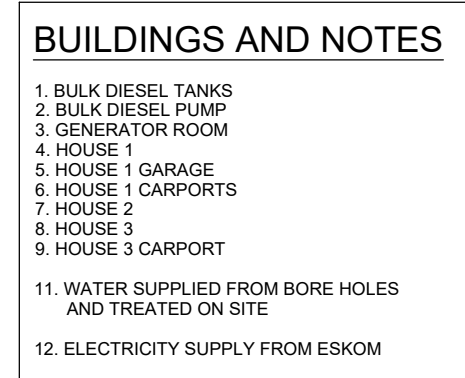 BUILDINGS AND NOTES
1. BULK DIESEL TANKS
2. BULK DIESEL PUMP
3. GENERATOR ROOM
4. HOUSE 1
5. HOUSE 1 GARAGE
6. HOUSE 1 CARPORTS
7. HOUSE 2
8. HOUSE 3
9. HOUSE 3 CARPORT
11. WATER SUPPLIED FROM BORE HOLES
AND TREATED ON SITE
12. ELECTRICITY SUPPLY FROM ESKOM